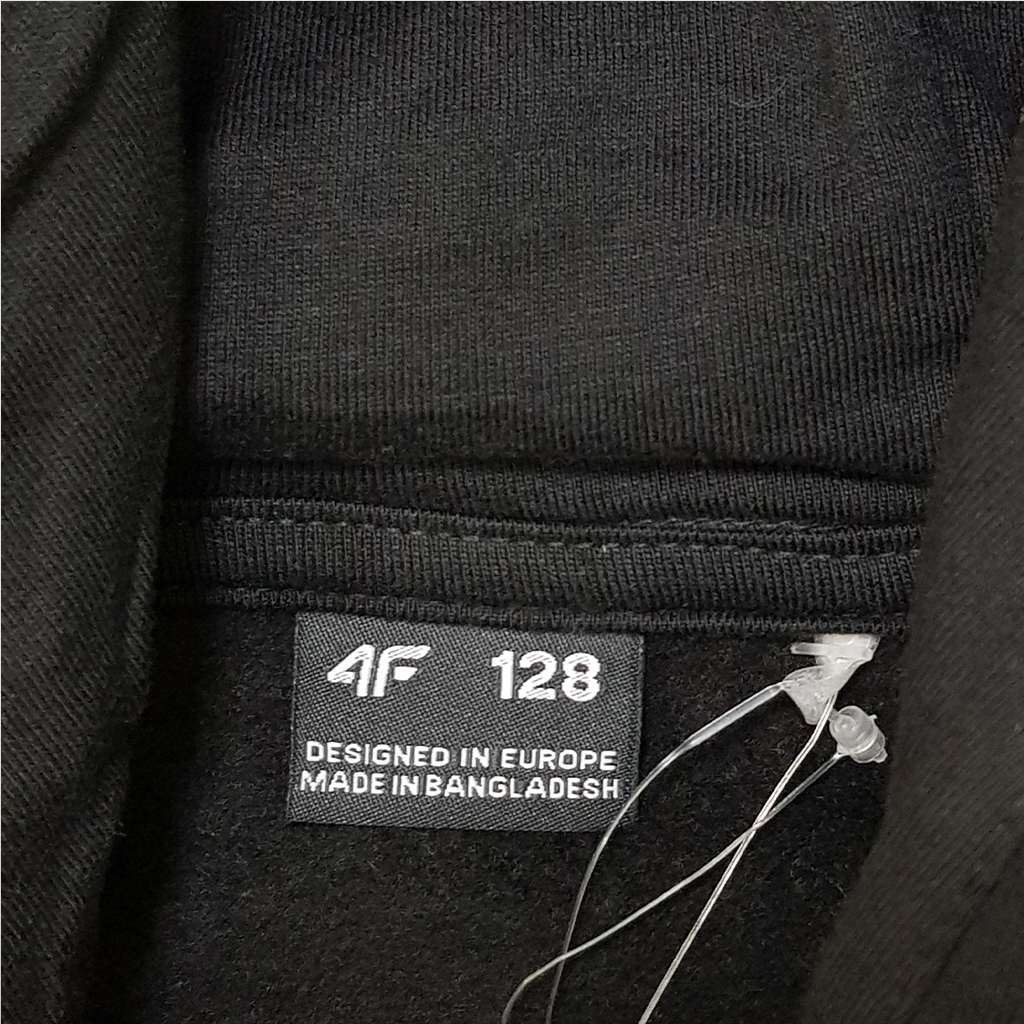 4F 128
DESIGNED IN EUROPE
MADE IN BANGLADESH